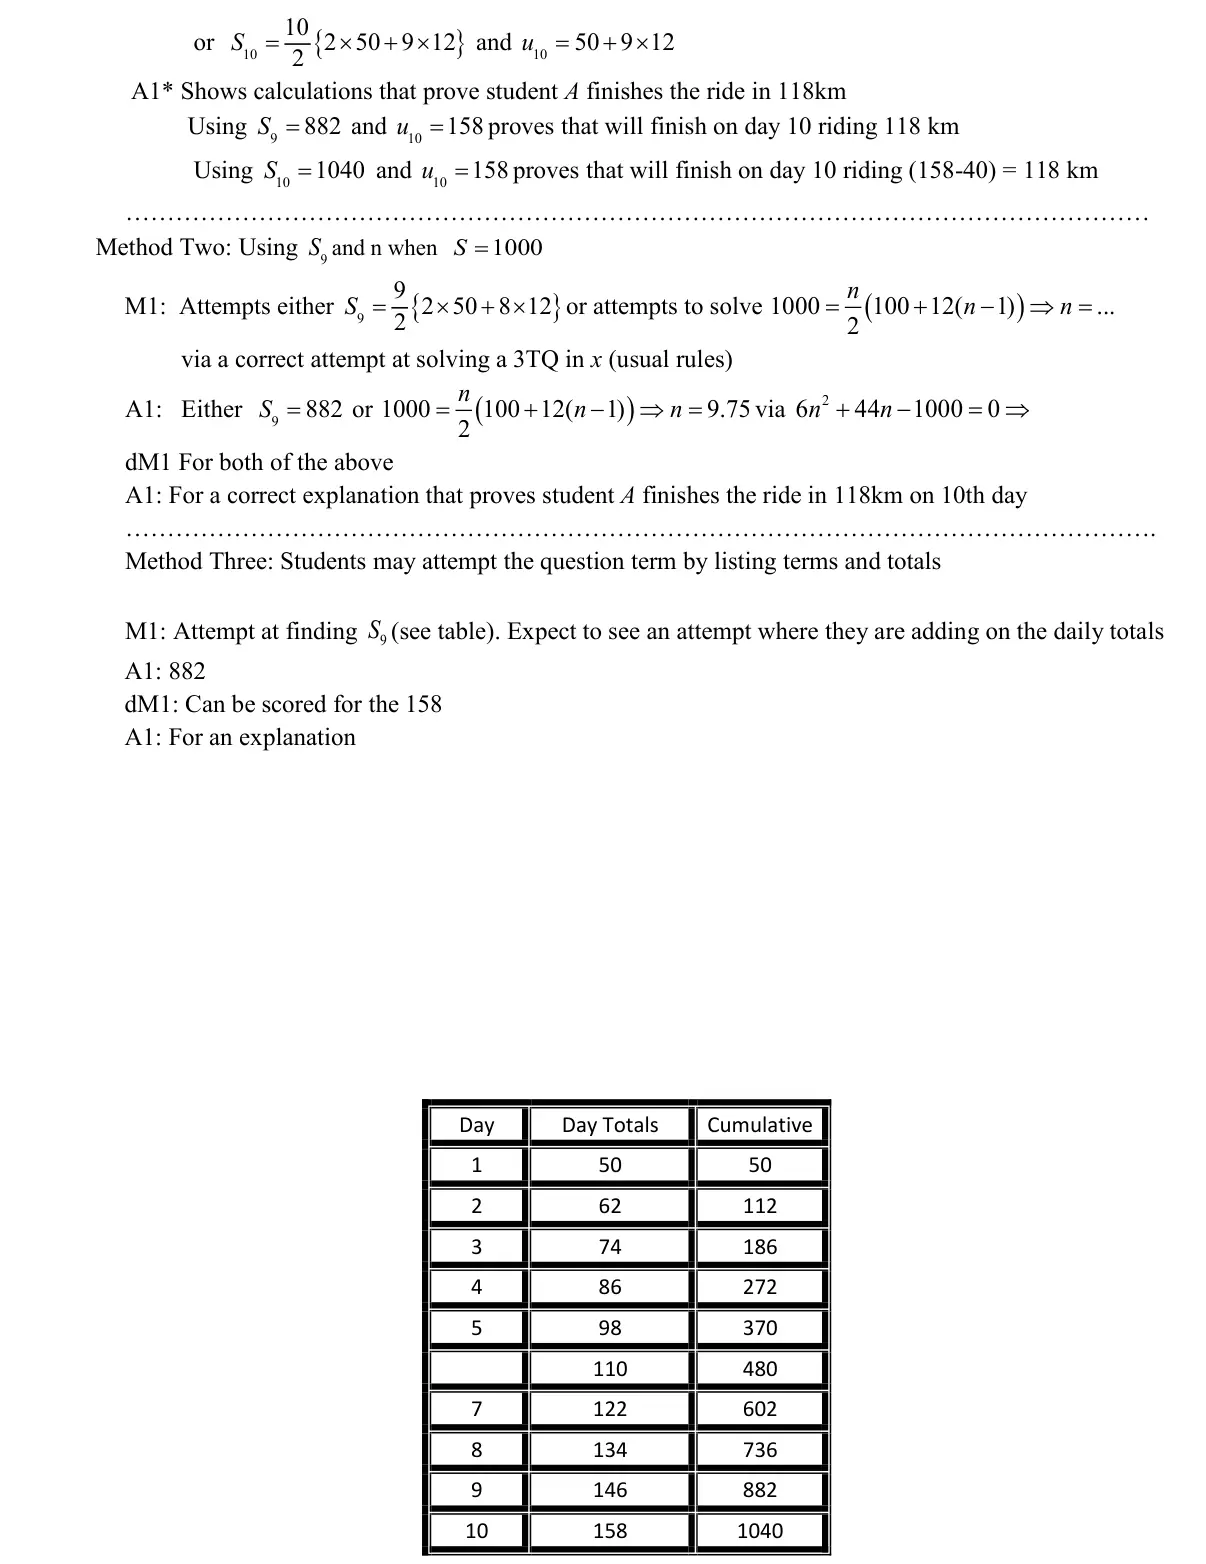 or S₁₀ = 10/2 {2×50+9×12} and u₁₀ = 50+9×12
A1* Shows calculations that prove student A finishes the ride in 118km
Using S₉ = 882 and u₁₀ = 158 proves that will finish on day 10 riding 118 km
Using S₁₀ = 1040 and u₁₀ = 158 proves that will finish on day 10 riding (158-40) = 118 km
……………………………………………………………………………………………………………
Method Two: Using S₉ and n when S = 1000
M1: Attempts either S₉ = 9/2 {2×50+8×12} or attempts to solve 1000 = n/2 (100+12(n−1)) ⇒ n = ...
via a correct attempt at solving a 3TQ in x (usual rules)
A1: Either S₉ = 882 or 1000 = n/2 (100+12(n−1)) ⇒ n = 9.75 via 6n² + 44n − 1000 = 0 ⇒
dM1 For both of the above
A1: For a correct explanation that proves student A finishes the ride in 118km on 10th day
…………………………………………………………………………………………………………….
Method Three: Students may attempt the question term by listing terms and totals
M1: Attempt at finding S₉ (see table). Expect to see an attempt where they are adding on the daily totals
A1: 882
dM1: Can be scored for the 158
A1: For an explanation
Day Day Totals Cumulative
1 50 50
2 62 112
3 74 186
4 86 272
5 98 370
110 480
7 122 602
8 134 736
9 146 882
10 158 1040